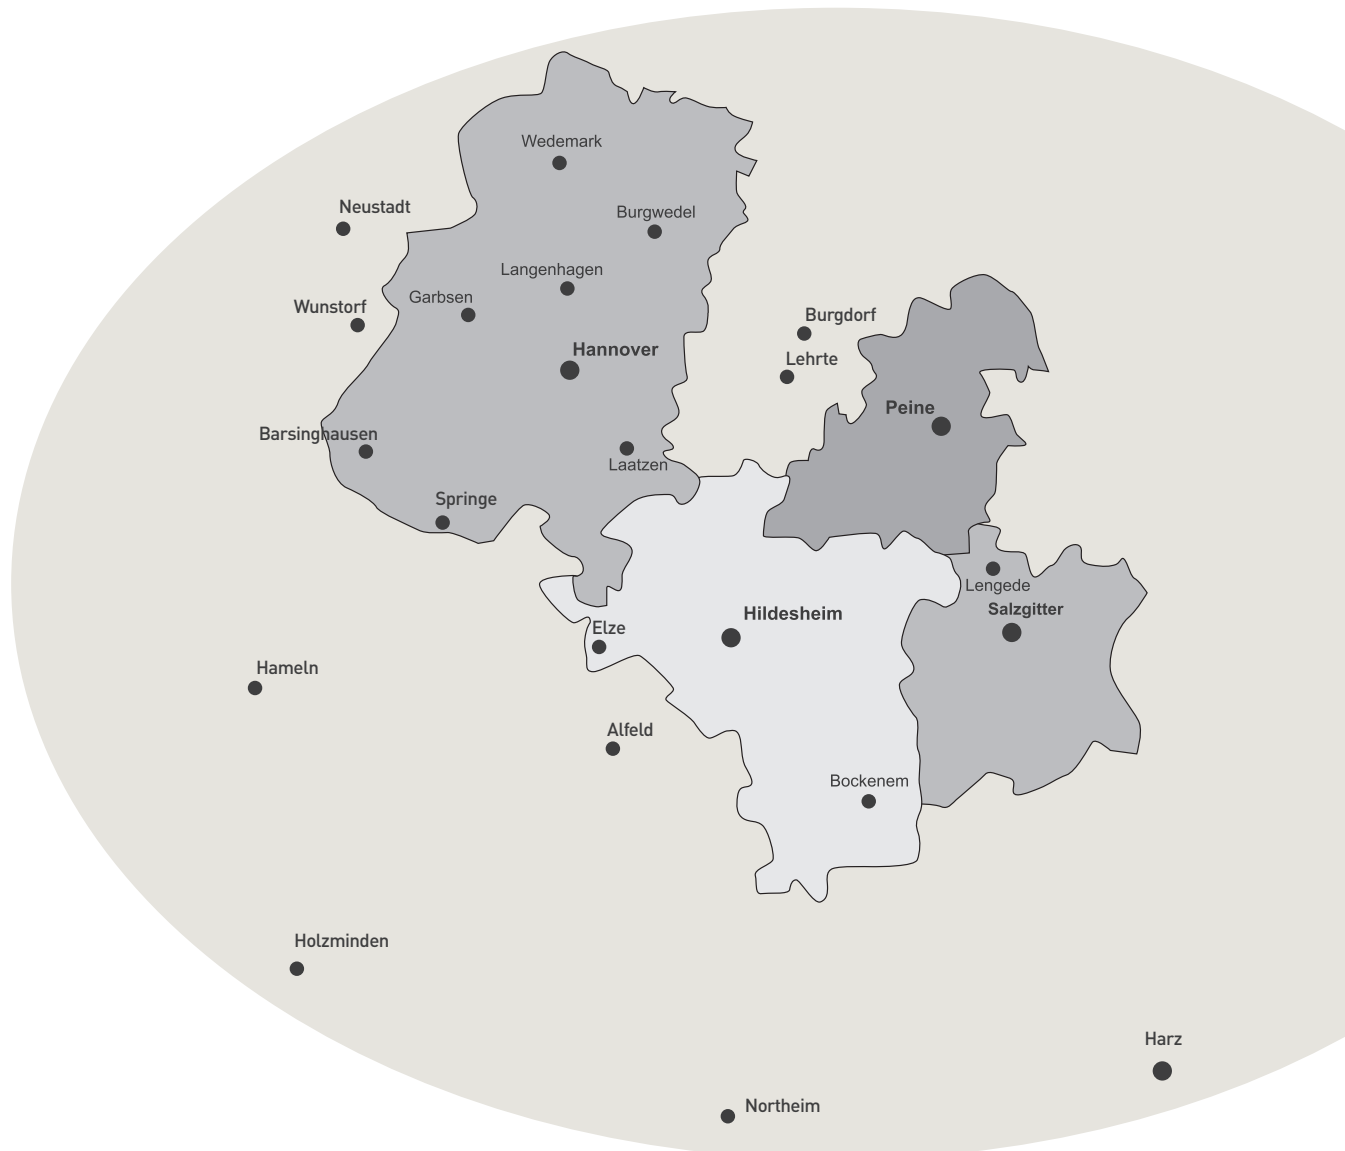 Wedemark
Neustadt
Burgwedel
Langenhagen
Garbsen
Wunstorf
Burgdorf
Hannover
Lehrte
Peine
Barsinghausen
Laatzen
Springe
Lengede
Salzgitter
Hildesheim
Elze
Hameln
Alfeld
Bockenem
Holzminden
Harz
Northeim